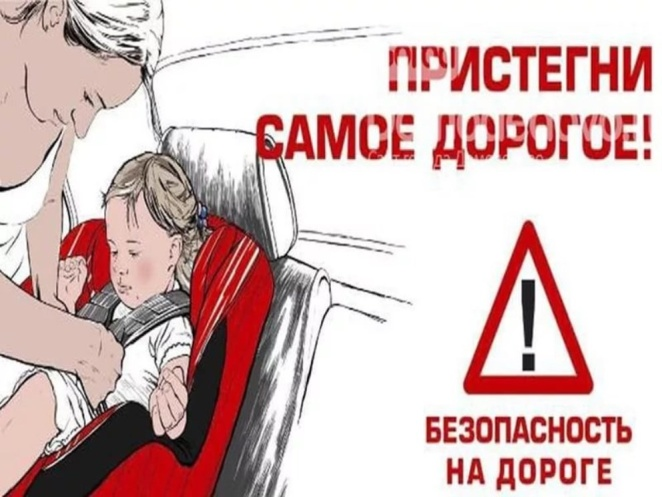 ПРИСТЕГНИ
САМОЕ ДОРОГОЕ!
!
БЕЗОПАСНОСТЬ
НА ДОРОГЕ